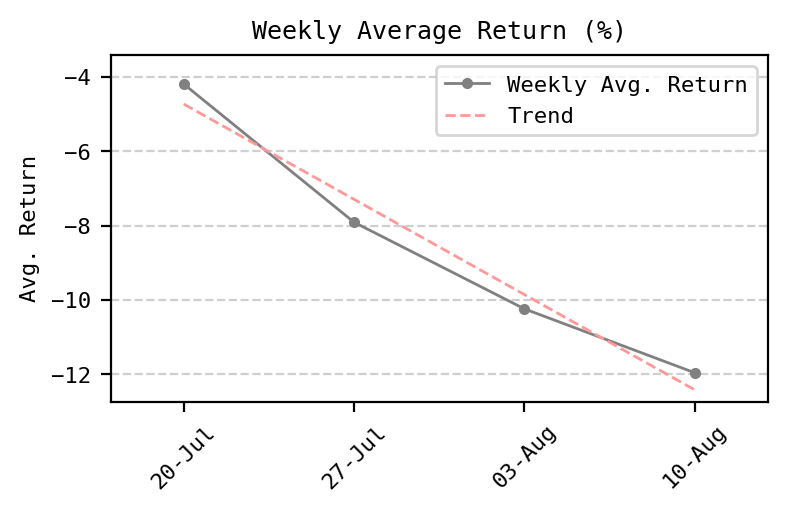 Weekly Average Return (%)
Weekly Avg. Return
Trend
Avg. Return
−4
−6
−8
−10
−12
20-Jul
27-Jul
03-Aug
10-Aug